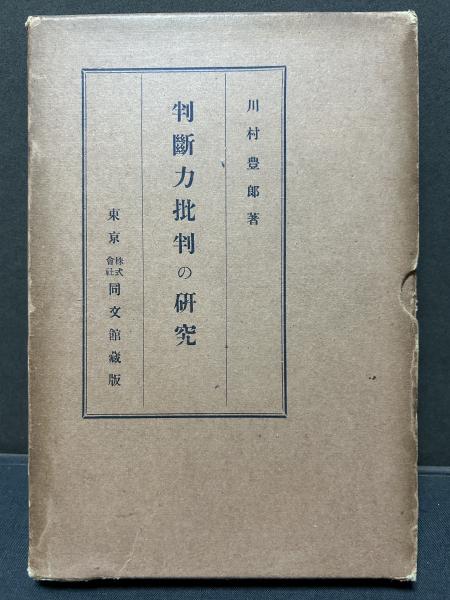 川村豊郎著
判斷力批判の研究
東京 株式會社 同文館藏版